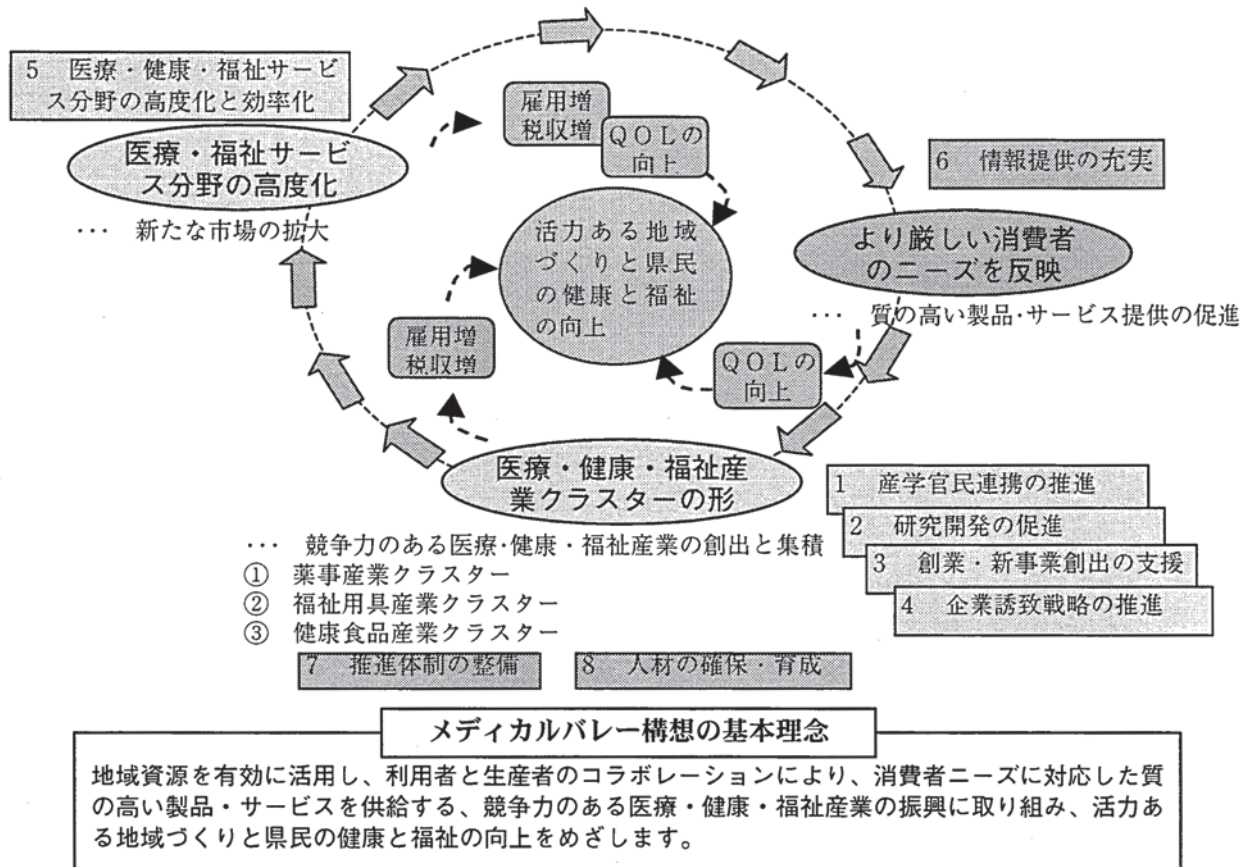 5 医療・健康・福祉サービ
ス分野の高度化と効率化
医療・福祉サービ
ス分野の高度化
… 新たな市場の拡大
雇用増
税収増
QOLの
向上
6 情報提供の充実
より厳しい消費者
のニーズを反映
… 質の高い製品・サービス提供の促進
活力ある地域
づくりと県民
の健康と福祉
の向上
雇用増
税収増
QOLの
向上
医療・健康・福祉産
業クラスターの形
… 競争力のある医療・健康・福祉産業の創出と集積
① 薬事産業クラスター
② 福祉用具産業クラスター
③ 健康食品産業クラスター
1 産学官民連携の推進
2 研究開発の促進
3 創業・新事業創出の支援
4 企業誘致戦略の推進
7 推進体制の整備
8 人材の確保・育成
メディカルバレー構想の基本理念
地域資源を有効に活用し、利用者と生産者のコラボレーションにより、消費者ニーズに対応した質
の高い製品・サービスを供給する、競争力のある医療・健康・福祉産業の振興に取り組み、活力あ
る地域づくりと県民の健康と福祉の向上をめざします。